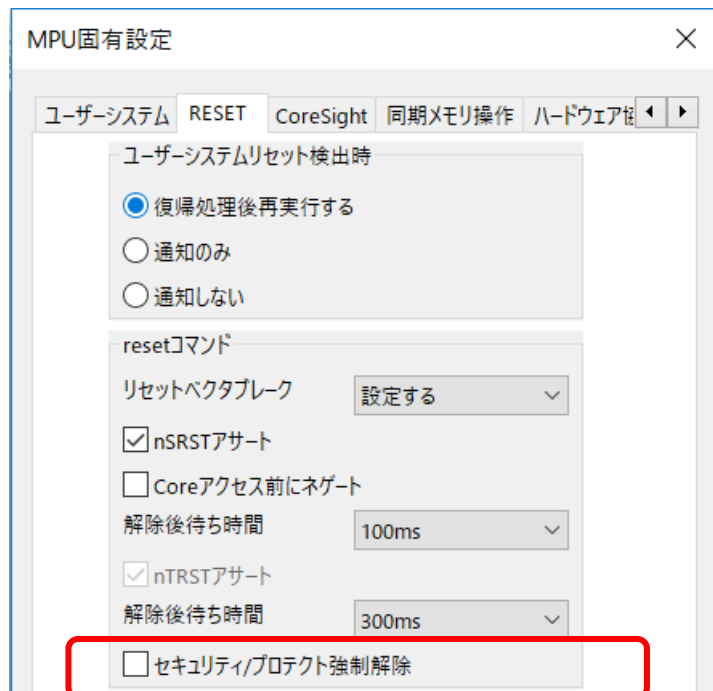 MPU固有設定
ユーザーシステム RESET CoreSight 同期メモリ操作 ハードウェア
ユーザーシステムリセット検出時
復帰処理後再実行する
通知のみ
通知しない
resetコマンド
リセットベクタブレーク 設定する
nSRSTアサート
Coreアクセス前にネゲート
解除後待ち時間 100ms
nTRSTアサート
解除後待ち時間 300ms
セキュリティ/プロテクト強制解除